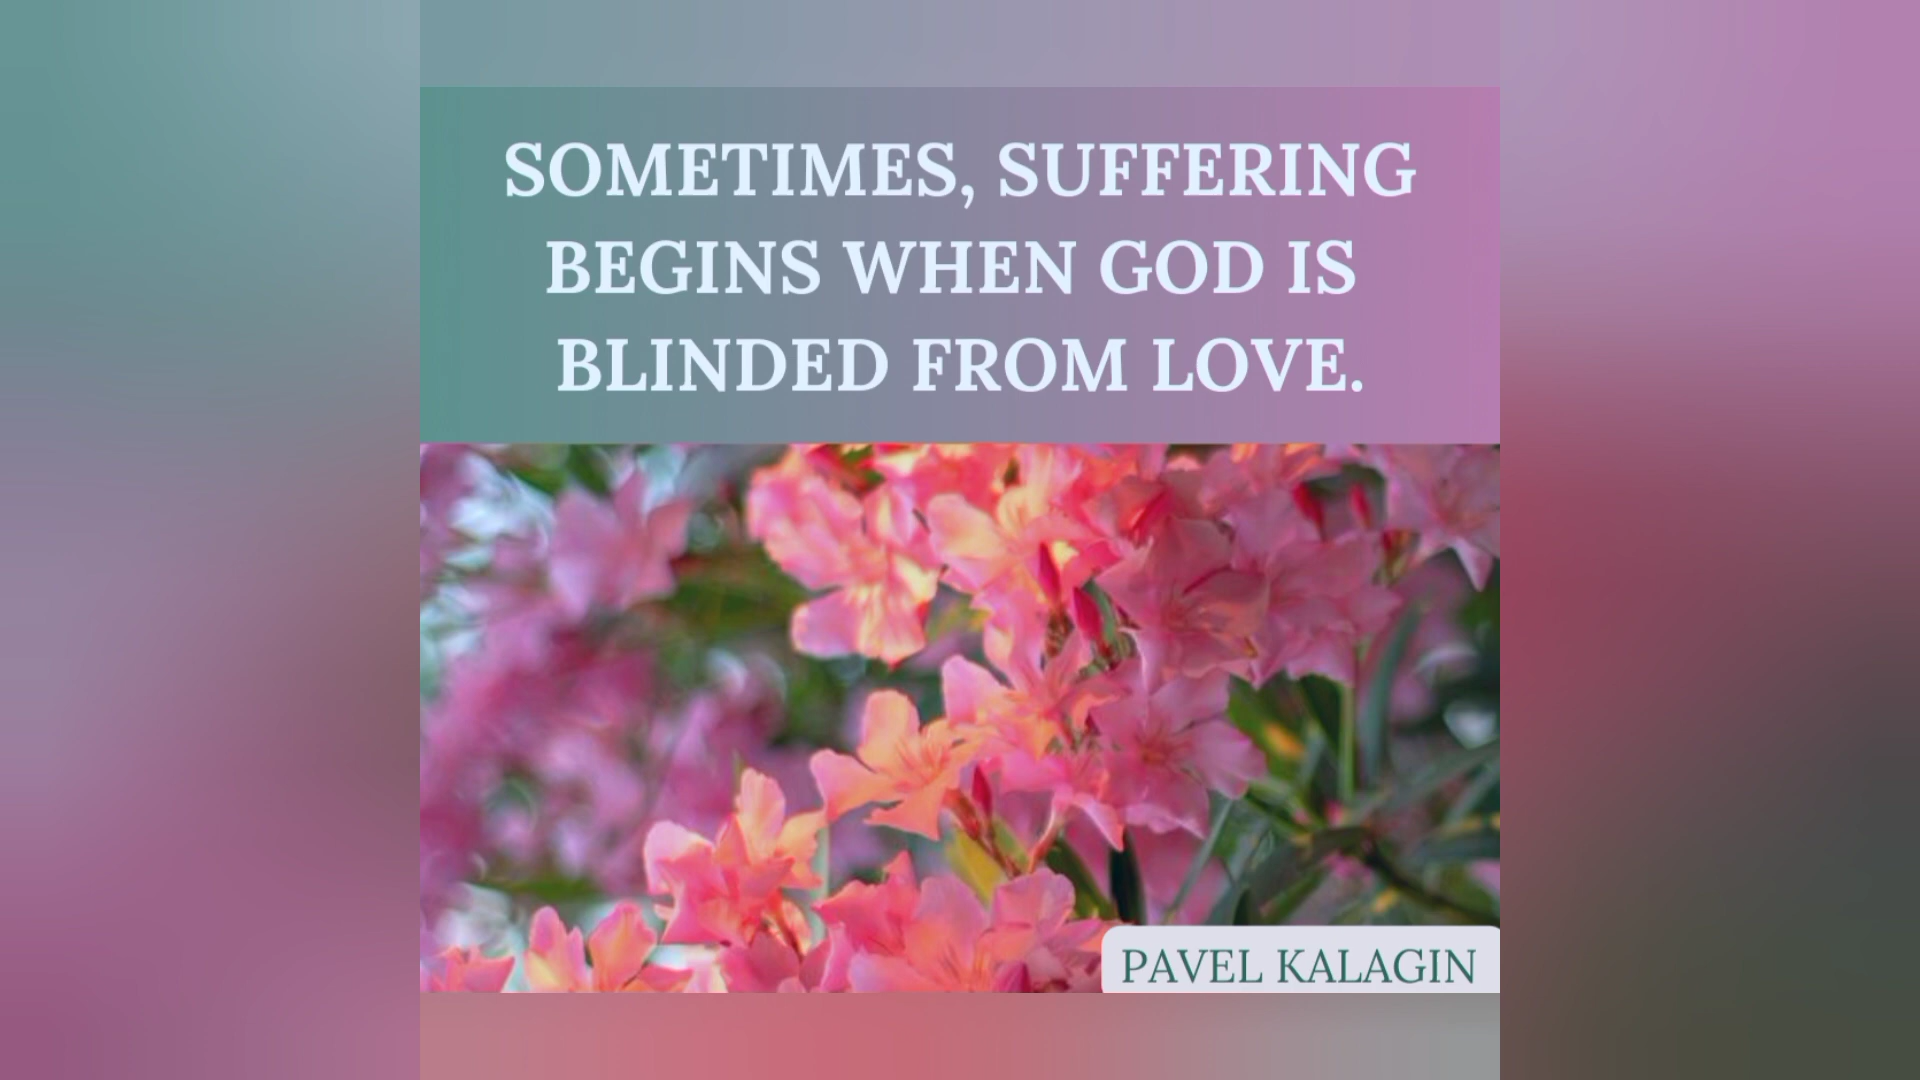 SOMETIMES, SUFFERING
BEGINS WHEN GOD IS
BLINDED FROM LOVE.
PAVEL KALAGIN